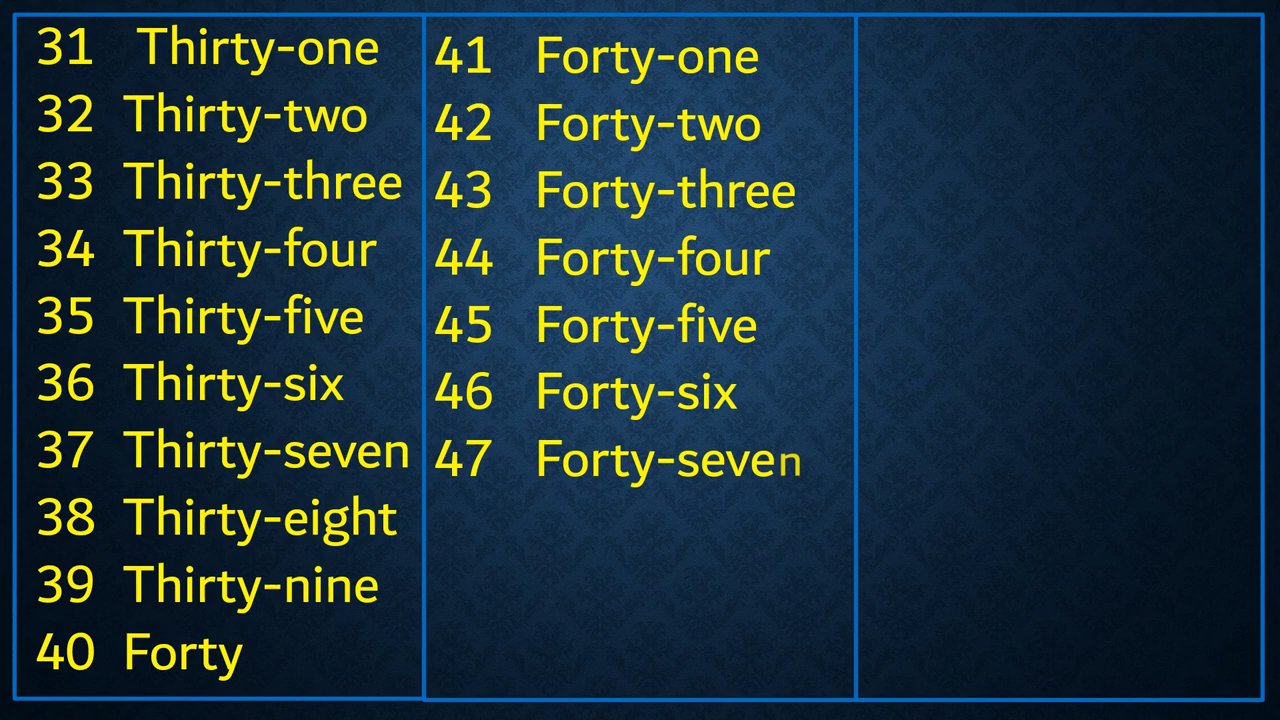 31 Thirty-one
32 Thirty-two
33 Thirty-three
34 Thirty-four
35 Thirty-five
36 Thirty-six
37 Thirty-seven
38 Thirty-eight
39 Thirty-nine
40 Forty
41 Forty-one
42 Forty-two
43 Forty-three
44 Forty-four
45 Forty-five
46 Forty-six
47 Forty-seven